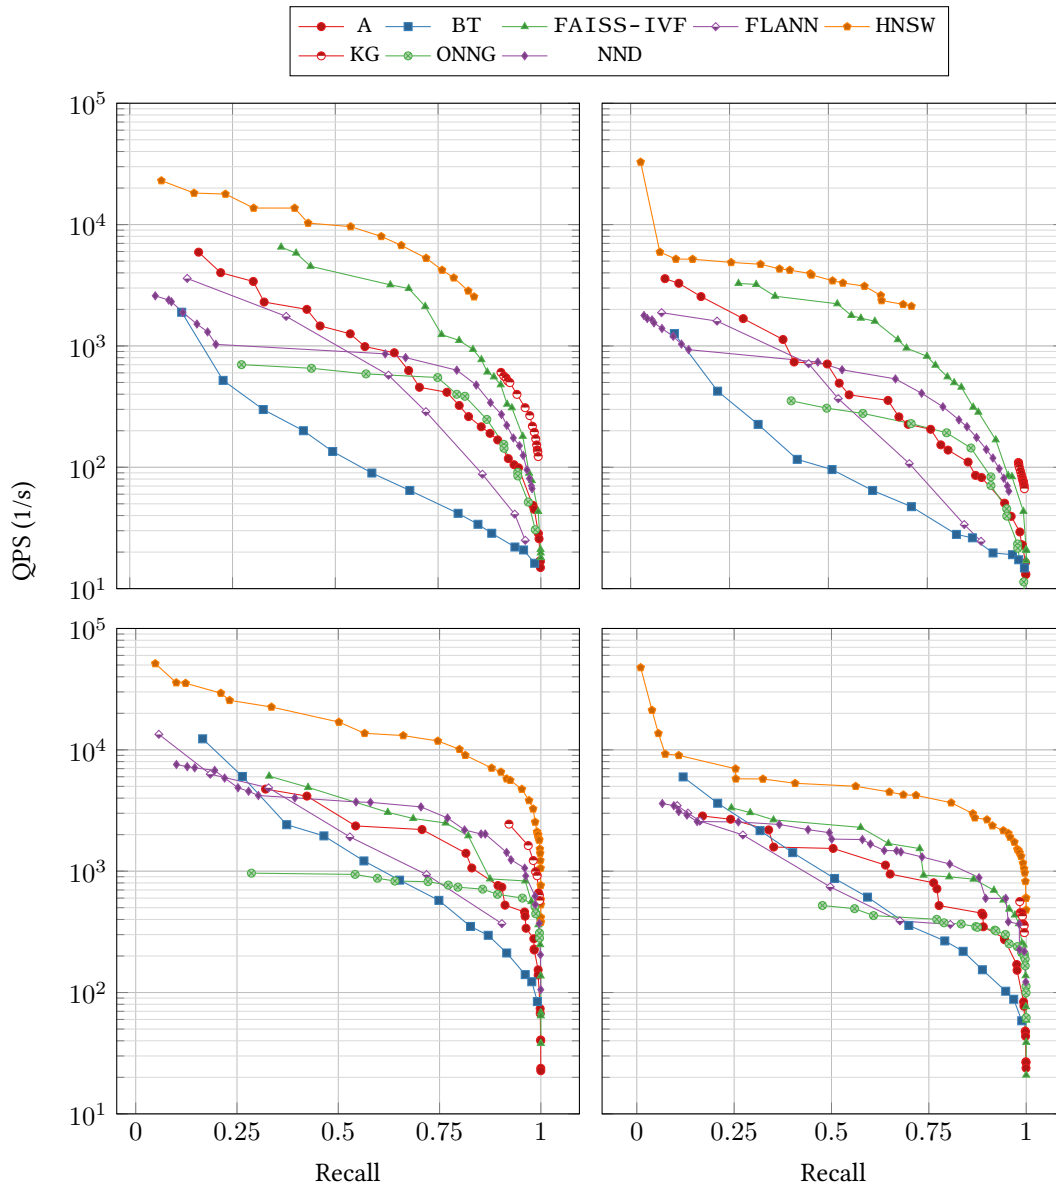 A BT FAISS-IVF FLANN HNSW
KG ONNG NND
10^5
10^4
10^3
10^2
10^1
QPS (1/s)
10^5
10^4
10^3
10^2
10^1
0 0.25 0.5 0.75 1 0 0.25 0.5 0.75 1
Recall Recall